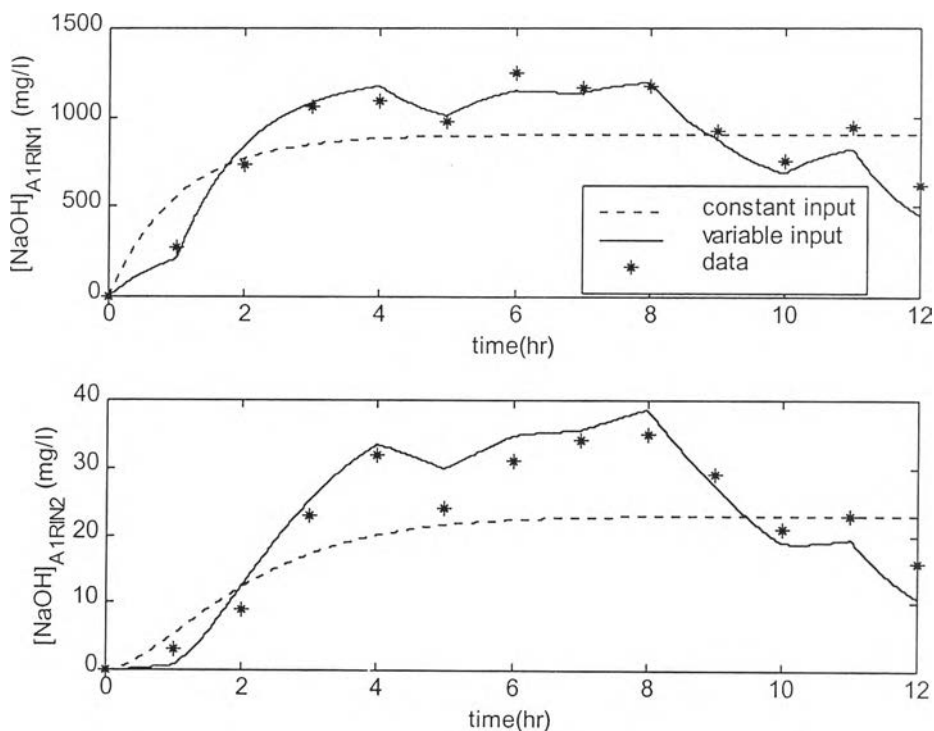 1500
1000
500
0
[NaOH]A1RIN1 (mg/l)
constant input
variable input
data
0 2 4 6 8 10 12
time(hr)
40
30
20
10
0
[NaOH]A1RIN2 (mg/l)
0 2 4 6 8 10 12
time(hr)